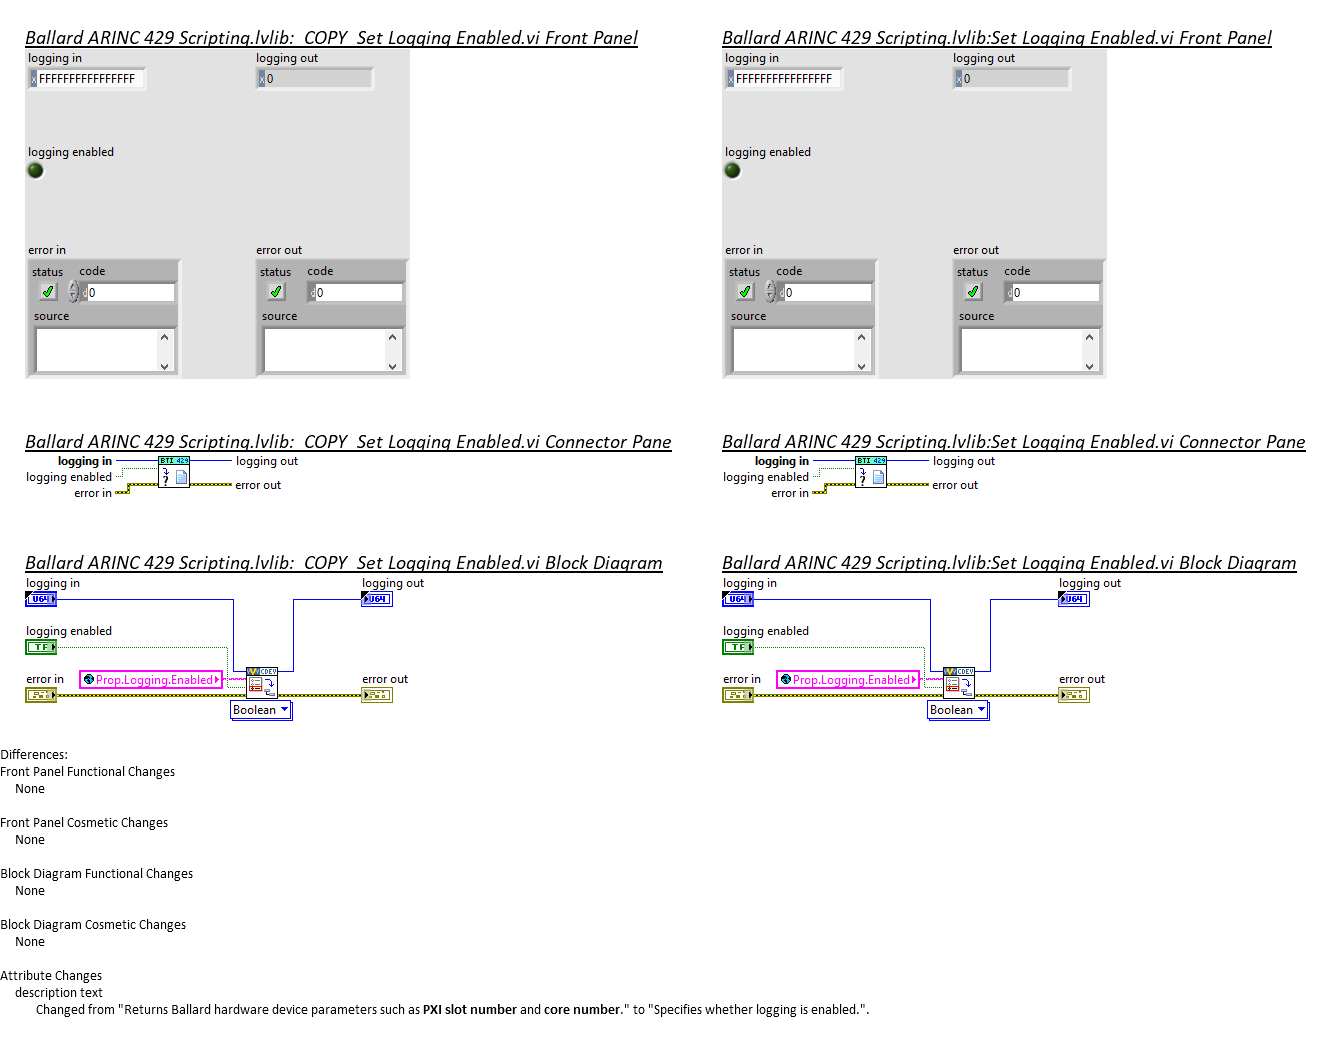 Ballard ARINC 429 Scripting.lvlib:  COPY  Set Logging Enabled.vi Front Panel
logging in
logging out
x FFFFFFFFFFFFFFFF
x 0
logging enabled
error in
error out
status
code
status
code
d 0
d 0
source
source
Ballard ARINC 429 Scripting.lvlib:Set Logging Enabled.vi Front Panel
logging in
logging out
x FFFFFFFFFFFFFFFF
x 0
logging enabled
error in
error out
status
code
status
code
d 0
d 0
source
source
Ballard ARINC 429 Scripting.lvlib:  COPY  Set Logging Enabled.vi Connector Pane
logging in
BTI 429
logging out
logging enabled
?
error in
error out
Ballard ARINC 429 Scripting.lvlib:Set Logging Enabled.vi Connector Pane
logging in
BTI 429
logging out
logging enabled
?
error in
error out
Ballard ARINC 429 Scripting.lvlib:  COPY  Set Logging Enabled.vi Block Diagram
logging in
logging out
U64
U64
logging enabled
TF
error in
Prop.Logging.Enabled
CDEV
error out
Boolean
Ballard ARINC 429 Scripting.lvlib:Set Logging Enabled.vi Block Diagram
logging in
logging out
U64
U64
logging enabled
TF
error in
Prop.Logging.Enabled
CDEV
error out
Boolean
Differences:
Front Panel Functional Changes
None
Front Panel Cosmetic Changes
None
Block Diagram Functional Changes
None
Block Diagram Cosmetic Changes
None
Attribute Changes
description text
Changed from "Returns Ballard hardware device parameters such as PXI slot number and core number." to "Specifies whether logging is enabled.".